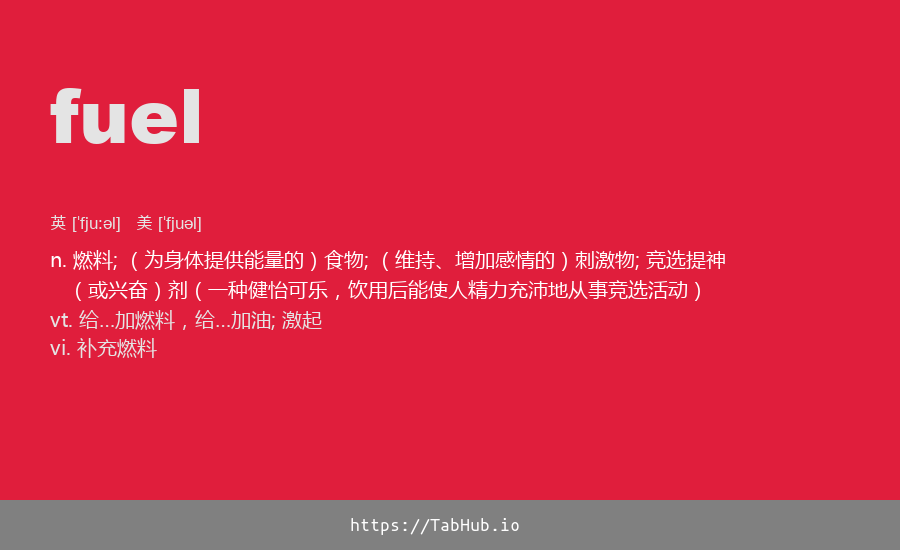 fuel
英 [ˈfjuːəl] 美 [ˈfjuəl]
n. 燃料; （为身体提供能量的）食物; （维持、增加感情的）刺激物; 竞选提神
（或兴奋）剂（一种健怡可乐，饮用后能使人精力充沛地从事竞选活动）
vt. 给…加燃料，给…加油; 激起
vi. 补充燃料
https://TabHub.io